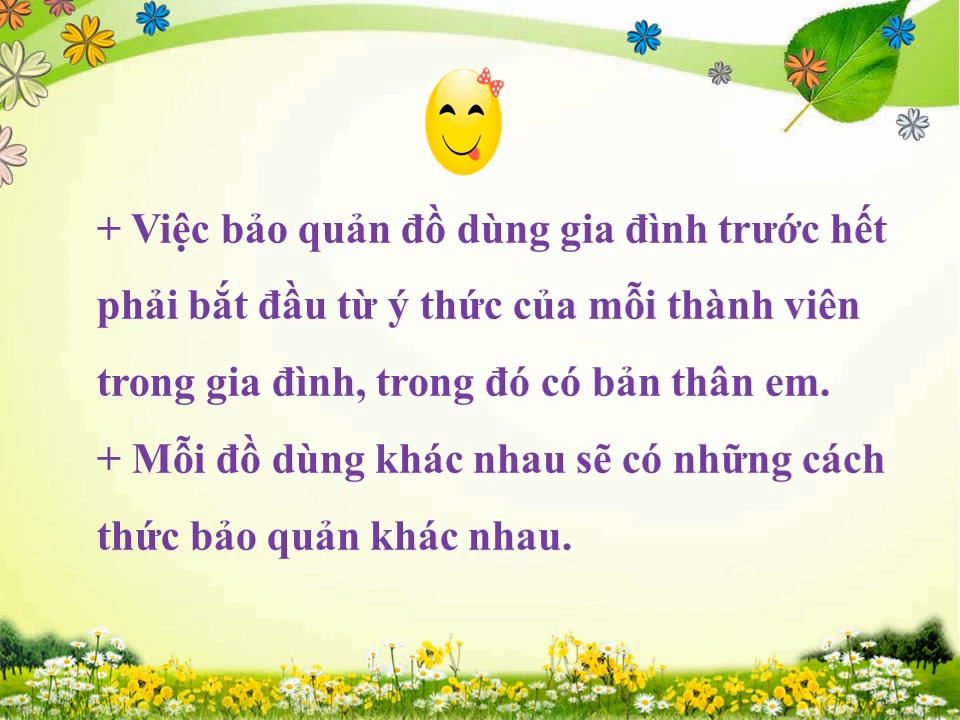 + Việc bảo quản đồ dùng gia đình trước hết
phải bắt đầu từ ý thức của mỗi thành viên
trong gia đình, trong đó có bản thân em.
+ Mỗi đồ dùng khác nhau sẽ có những cách
thức bảo quản khác nhau.